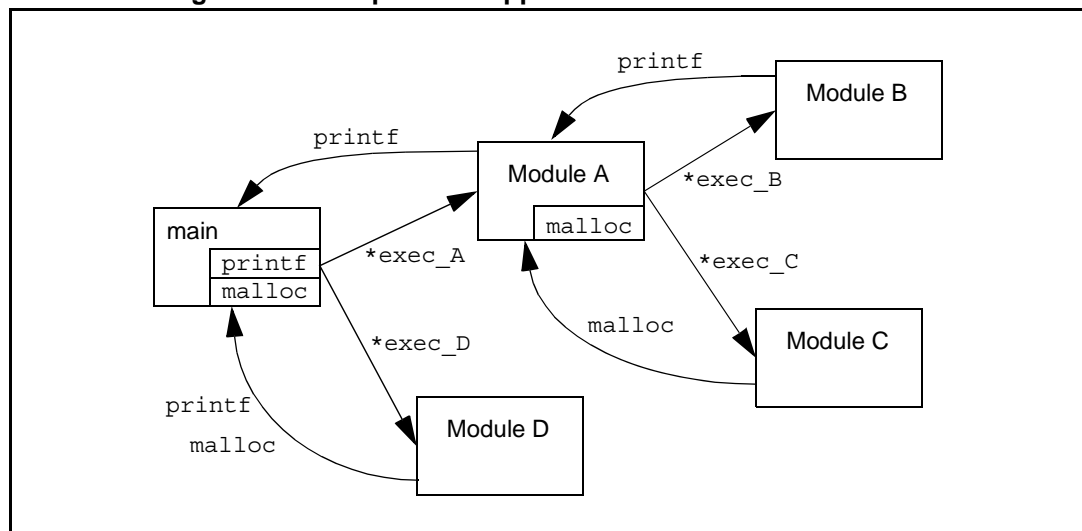 printf
Module B
printf
Module A
*exec_B
malloc
main
printf
*exec_A
malloc
*exec_C
malloc
*exec_D
Module C
printf
Module D
malloc